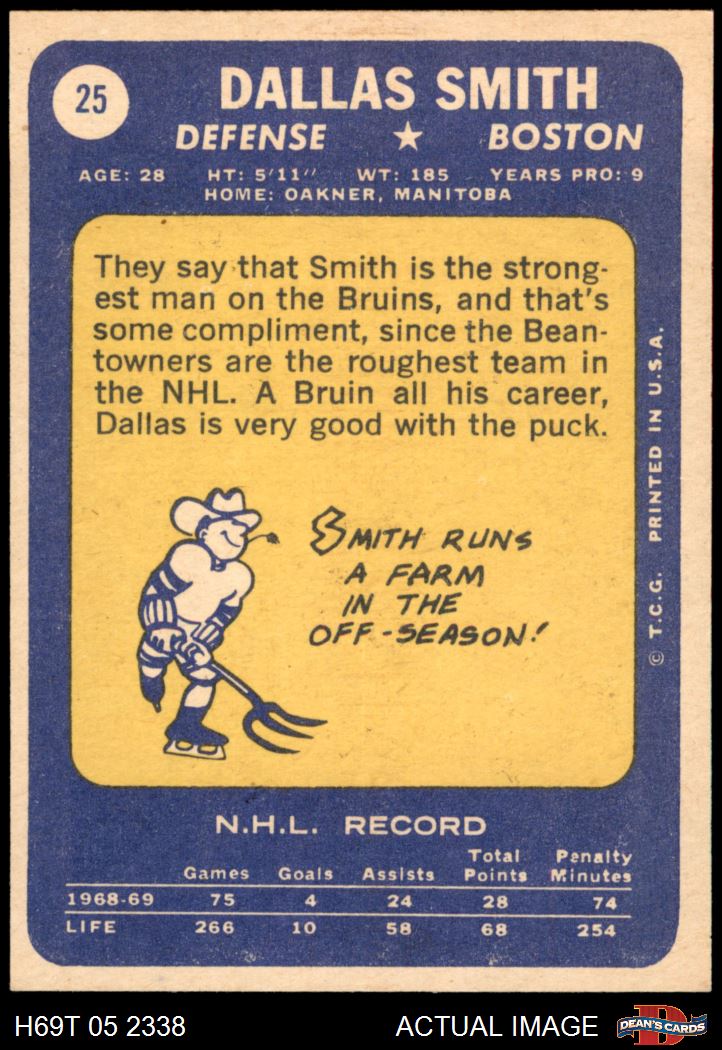 25
DALLAS SMITH
DEFENSE ★ BOSTON
AGE: 28 HT: 5'11" WT: 185 YEARS PRO: 9
HOME: OAKNER, MANITOBA
They say that Smith is the strong-
est man on the Bruins, and that's
some compliment, since the Bean-
towners are the roughest team in
the NHL. A Bruin all his career,
Dallas is very good with the puck.
SMITH RUNS
A FARM
IN THE
OFF-SEASON!
© T.C.G. PRINTED IN U.S.A.
N.H.L. RECORD
Games Goals Assists Total Points Penalty Minutes
1968-69 75 4 24 28 74
LIFE 266 10 58 68 254
H69T 05 2338 ACTUAL IMAGE
DEAN'S CARDS